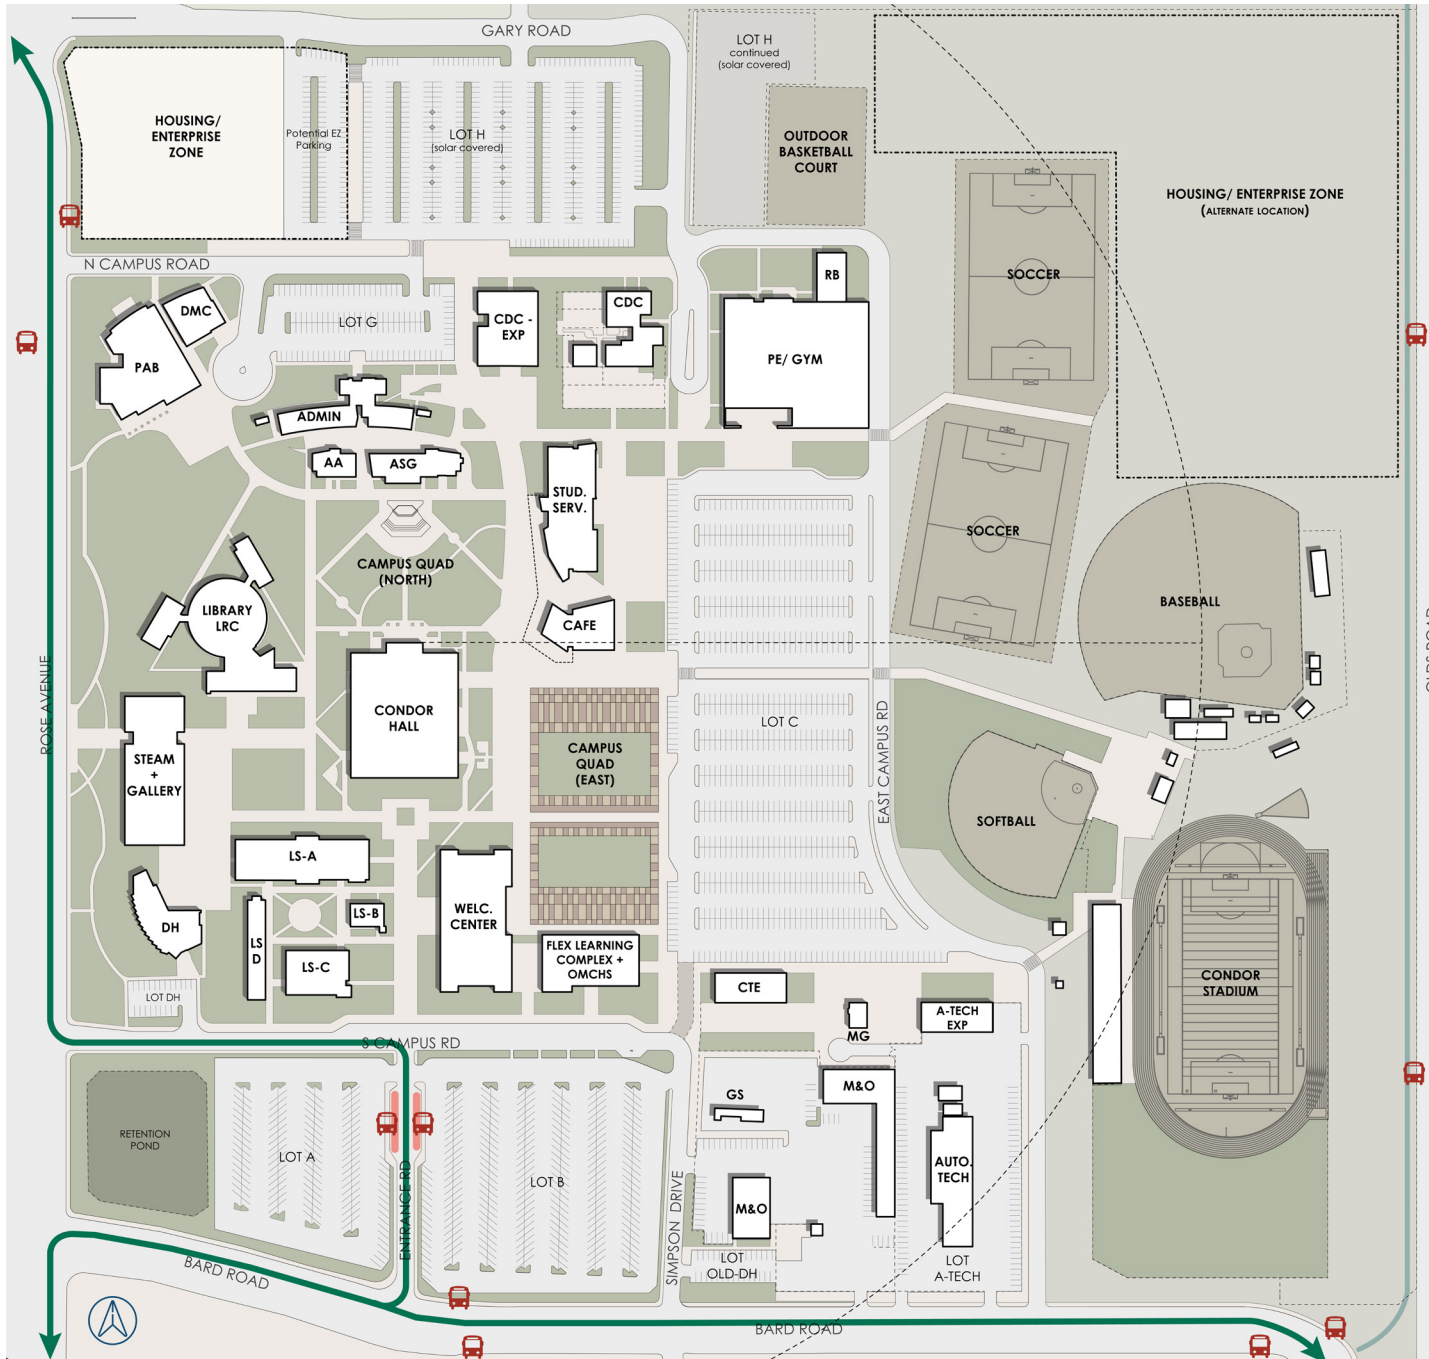 GARY ROAD
LOT H
continued
(solar covered)
HOUSING/
ENTERPRISE
ZONE
Potential EZ
Parking
LOT H
(solar covered)
OUTDOOR
BASKETBALL
COURT
HOUSING/ ENTERPRISE ZONE
(ALTERNATE LOCATION)
N CAMPUS ROAD
RB
SOCCER
DMC
LOT G
CDC -
EXP
CDC
PAB
PE/ GYM
ADMIN
AA
ASG
STUD.
SERV.
SOCCER
CAMPUS QUAD
(NORTH)
LIBRARY
LRC
CAFE
BASEBALL
ROSE AVENUE
OLDS ROAD
CONDOR
HALL
LOT C
EAST CAMPUS RD
STEAM
+
GALLERY
CAMPUS
QUAD
(EAST)
SOFTBALL
LS-A
DH
LS
D
LS-B
LS-C
WELC.
CENTER
FLEX LEARNING
COMPLEX +
OMCHS
CONDOR
STADIUM
LOT DH
CTE
MG
A-TECH
EXP
S CAMPUS RD
GS
M&O
RETENTION
POND
LOT A
ENTRANCE RD
LOT B
SIMPSON DRIVE
AUTO.
TECH
M&O
LOT
OLD-DH
LOT
A-TECH
BARD ROAD
BARD ROAD